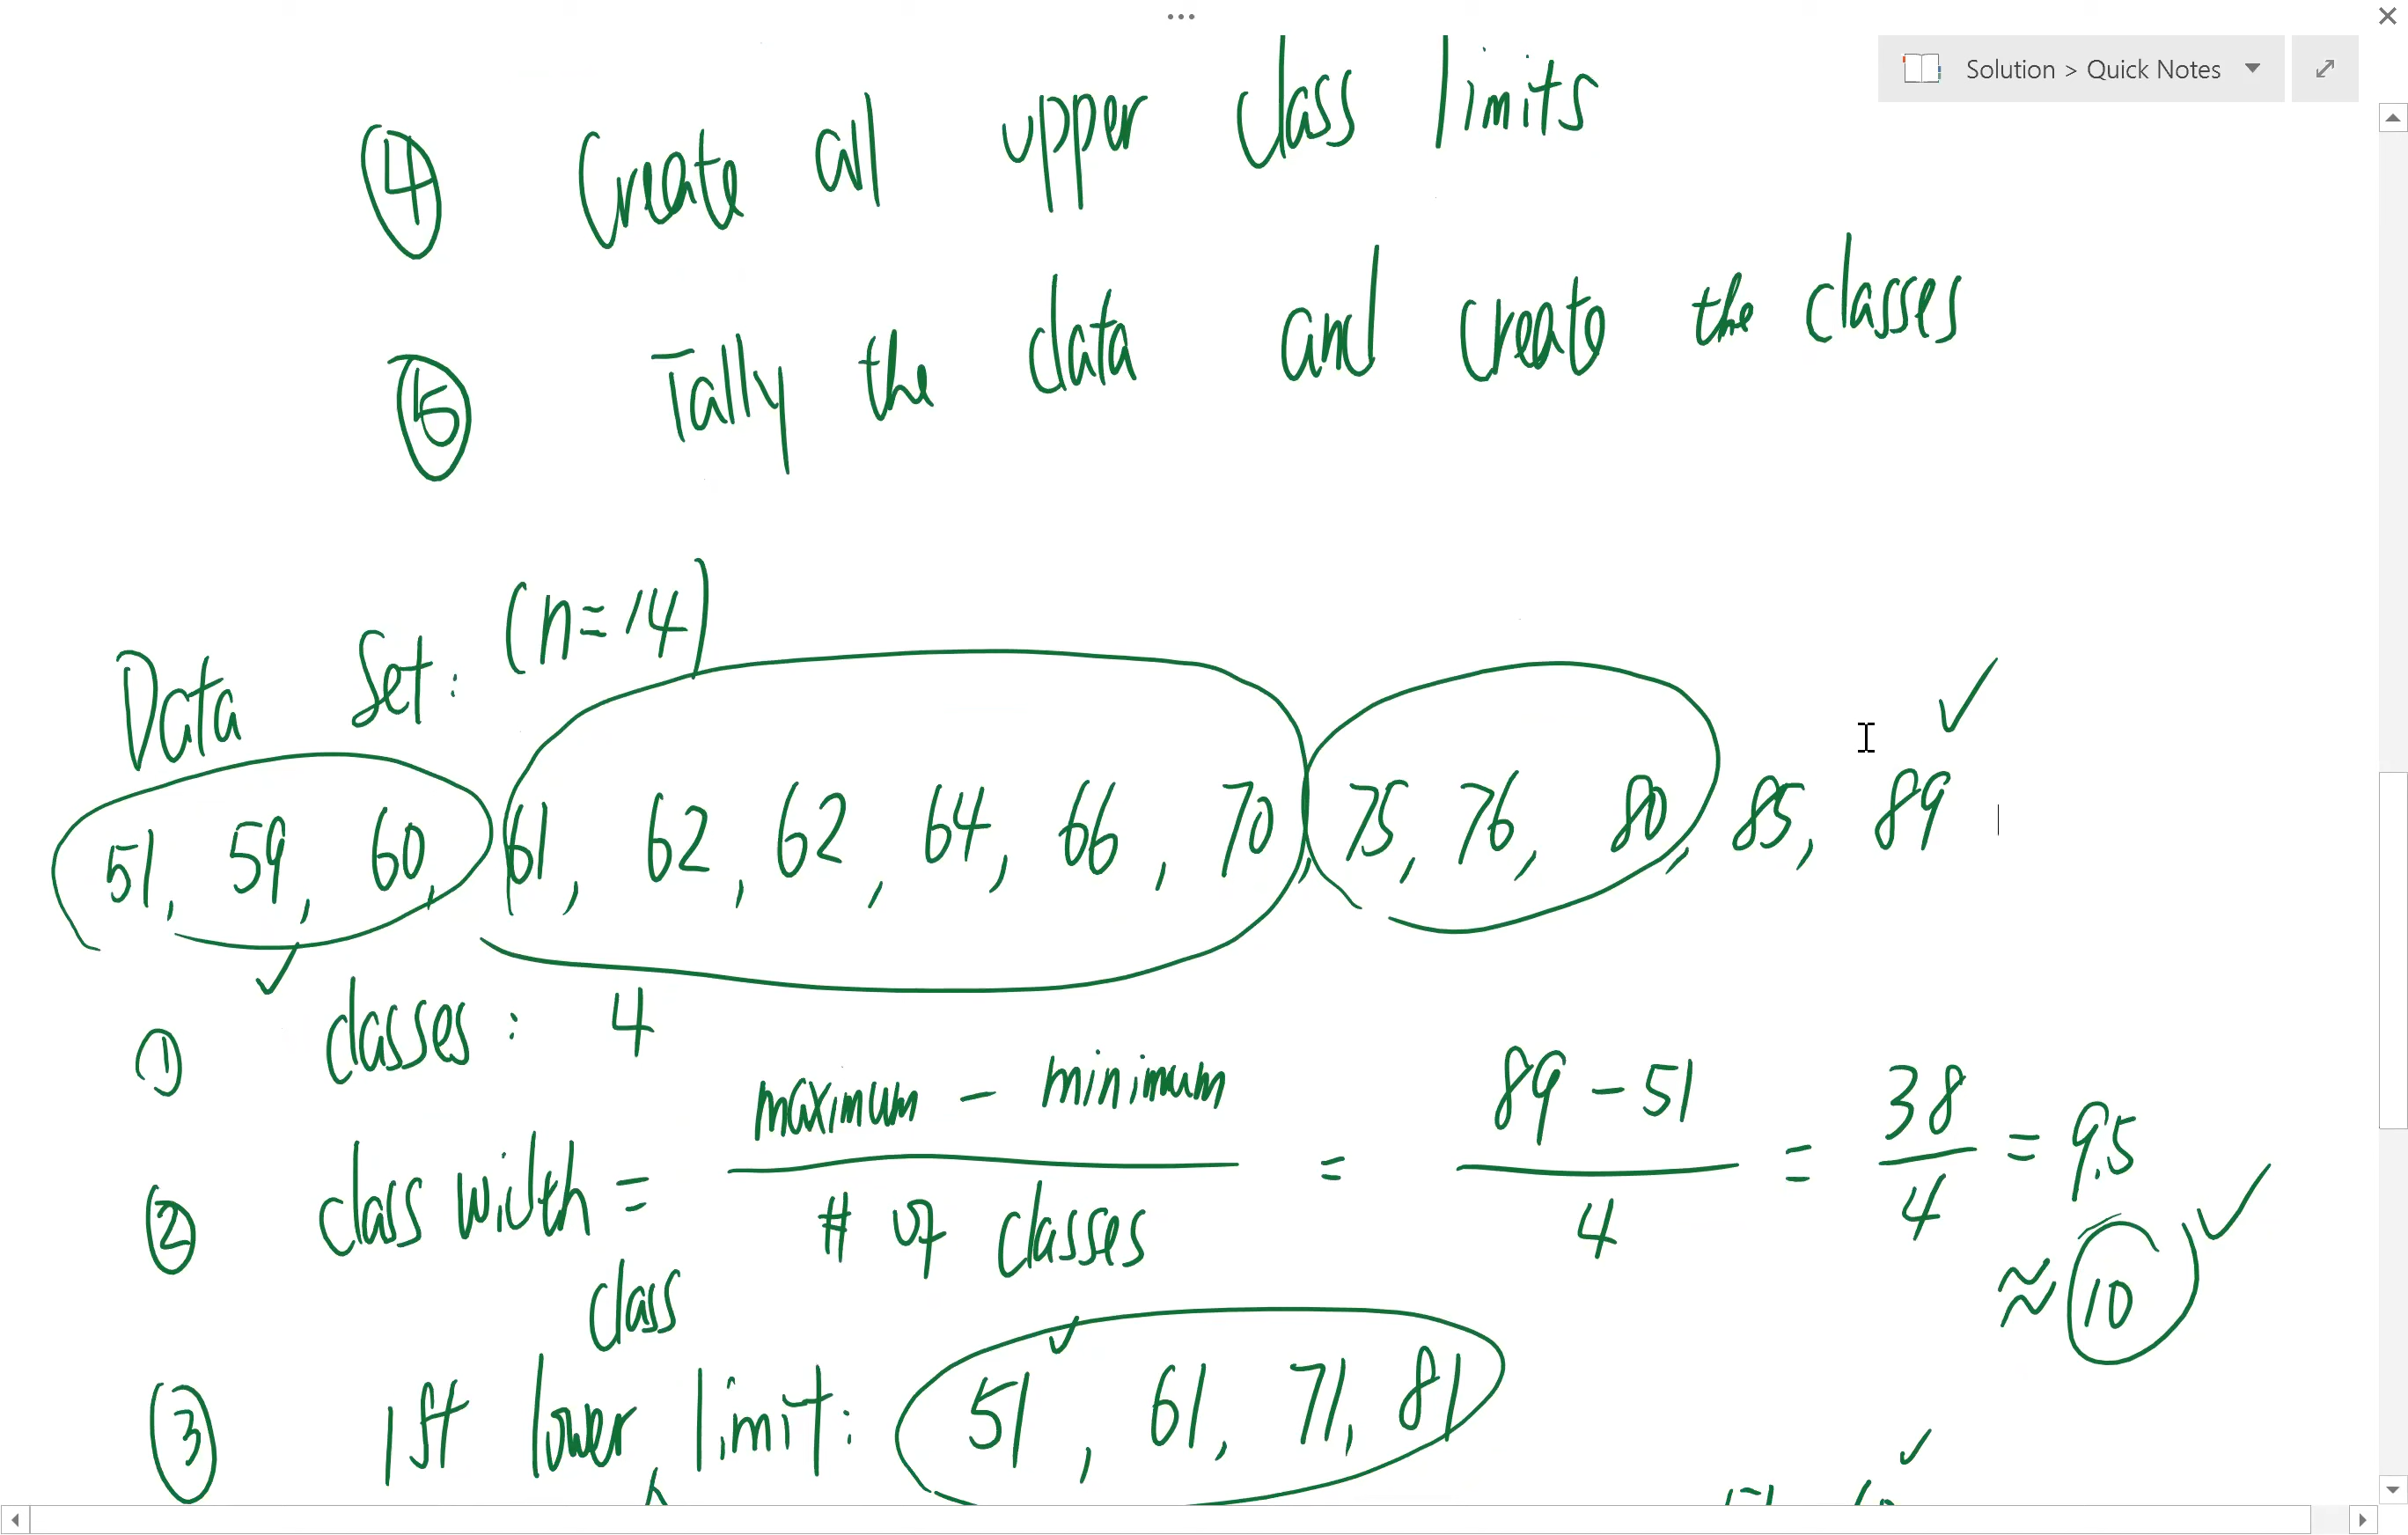 Solution > Quick Notes
④ Create all upper class limits
⑤ Tally the data and create the classes
Data Set: (n=14)
51, 59, 60, 61, 62, 62, 64, 66, 70, 75, 76, 80, 85, 89
① classes: 4
② class width = maximum - minimum / # of classes = 89 - 51 / 4 = 38 / 4 = 9.5
≈ 10
class
③ 1st lower limit: 51, 61, 71, 81